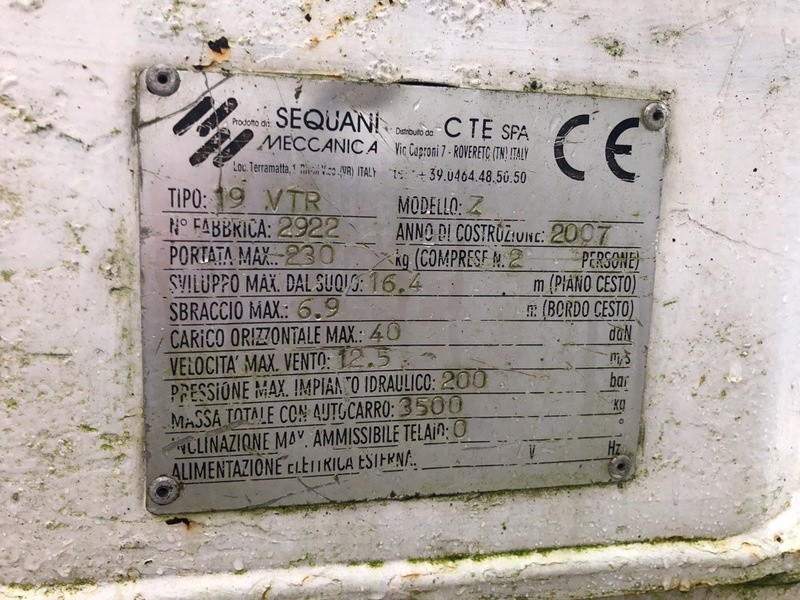 Prodotto da: SEQUANI MECCANICA
Distribuito da CTE SPA
Via Caproni 7 - ROVERETO (TN) ITALY
Loc. Terramatta, 1 (VR) ITALY
+39.0464.48.50.50
CE
TIPO: 19 VTR MODELLO: Z
N° FABBRICA: 2922 ANNO DI COSTRUZIONE: 2007
PORTATA MAX.: 230 kg (COMPRESE N. 2 PERSONE)
SVILUPPO MAX. DAL SUOLO: 16.4 m (PIANO CESTO)
SBRACCIO MAX.: 6.9 m (BORDO CESTO)
CARICO ORIZZONTALE MAX.: 40 daN
VELOCITA' MAX. VENTO: 12.5 m/s
PRESSIONE MAX. IMPIANTO IDRAULICO: 200 bar
MASSA TOTALE CON AUTOCARRO: 3500 kg
INCLINAZIONE MAX. AMMISSIBILE TELAIO: 0 °
ALIMENTAZIONE ELETTRICA ESTERNA: V Hz